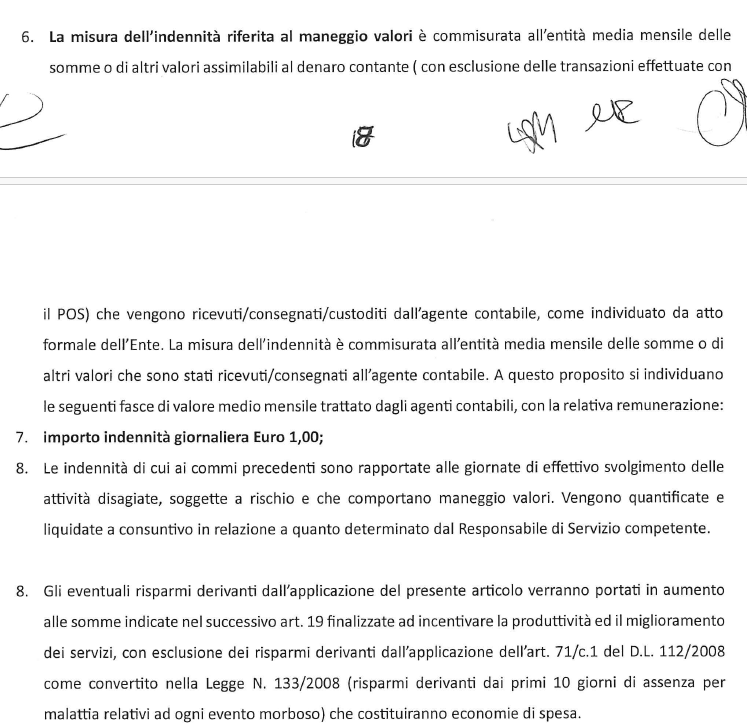 6. La misura dell'indennità riferita al maneggio valori è commisurata all'entità media mensile delle
somme o di altri valori assimilabili al denaro contante ( con esclusione delle transazioni effettuate con
18
il POS) che vengono ricevuti/consegnati/custoditi dall'agente contabile, come individuato da atto
formale dell'Ente. La misura dell'indennità è commisurata all'entità media mensile delle somme o di
altri valori che sono stati ricevuti/consegnati all'agente contabile. A questo proposito si individuano
le seguenti fasce di valore medio mensile trattato dagli agenti contabili, con la relativa remunerazione:
7. importo indennità giornaliera Euro 1,00;
8. Le indennità di cui ai commi precedenti sono rapportate alle giornate di effettivo svolgimento delle
attività disagiate, soggette a rischio e che comportano maneggio valori. Vengono quantificate e
liquidate a consuntivo in relazione a quanto determinato dal Responsabile di Servizio competente.
8. Gli eventuali risparmi derivanti dall'applicazione del presente articolo verranno portati in aumento
alle somme indicate nel successivo art. 19 finalizzate ad incentivare la produttività ed il miglioramento
dei servizi, con esclusione dei risparmi derivanti dall'applicazione dell'art. 71/c.1 del D.L. 112/2008
come convertito nella Legge N. 133/2008 (risparmi derivanti dai primi 10 giorni di assenza per
malattia relativi ad ogni evento morboso) che costituiranno economie di spesa.